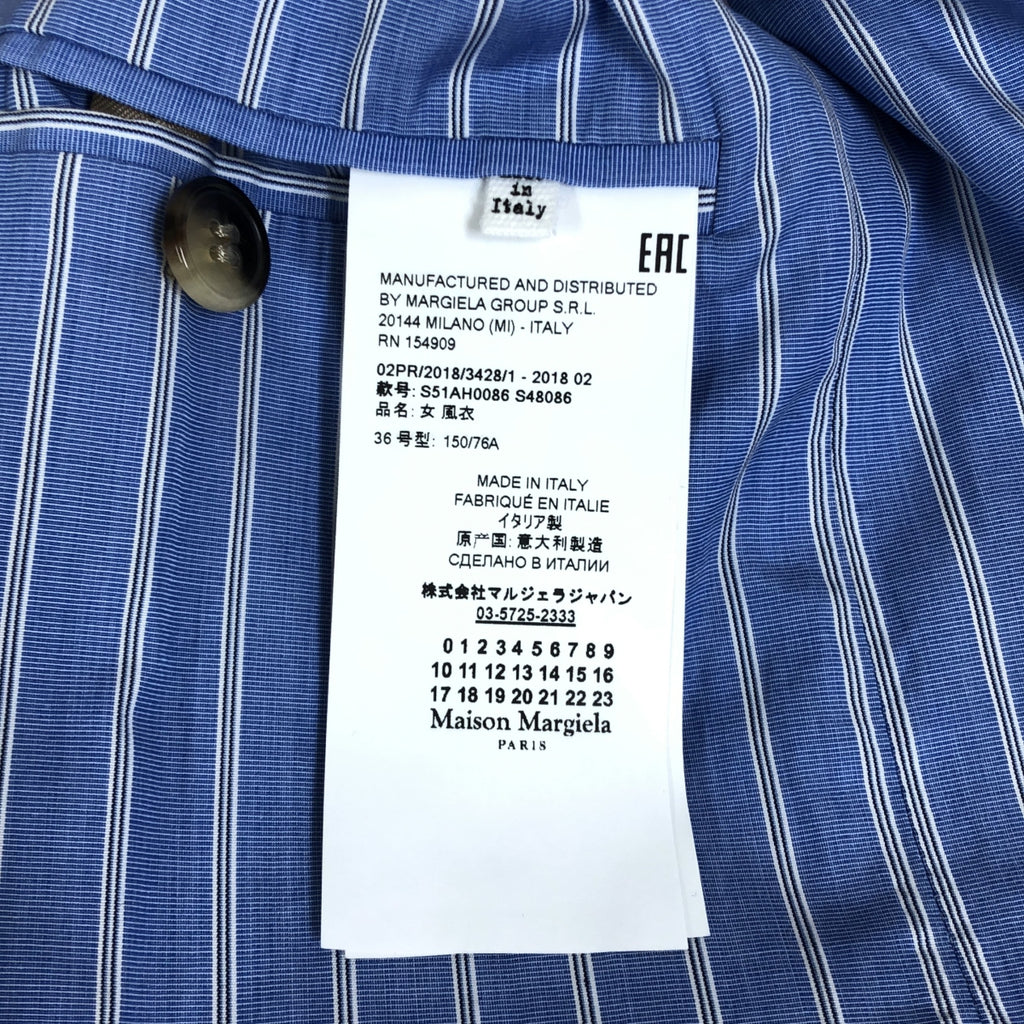 in
Italy
EAC
MANUFACTURED AND DISTRIBUTED
BY MARGIELA GROUP S.R.L.
20144 MILANO (MI) - ITALY
RN 154909
02PR/2018/3428/1 - 2018 02
款号: S51AH0086 S48086
品名: 女 風衣
36 号型: 150/76A
MADE IN ITALY
FABRIQUÉ EN ITALIE
イタリア製
原产国: 意大利製造
СДЕЛАНО В ИТАЛИИ
株式会社マルジェラジャパン
03-5725-2333
0 1 2 3 4 5 6 7 8 9
10 11 12 13 14 15 16
17 18 19 20 21 22 23
Maison Margiela
PARIS